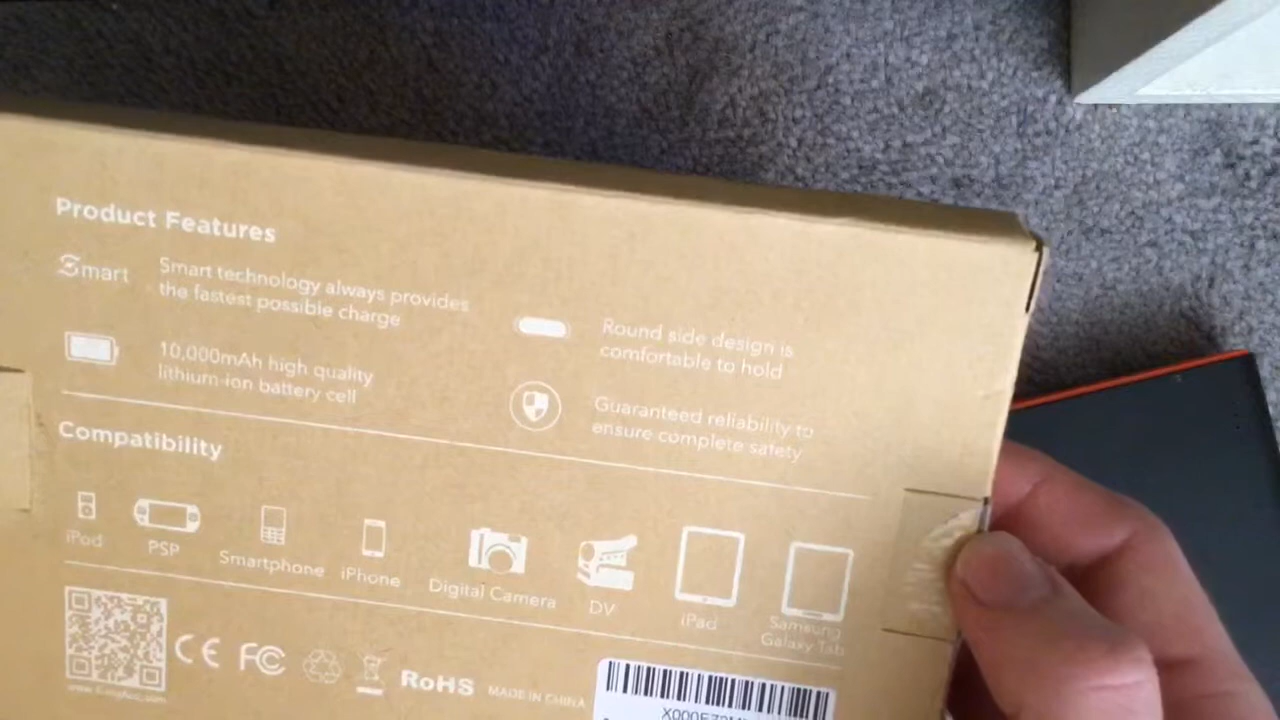 Product Features
Smart
Smart technology always provides
the fastest possible charge
10,000mAh high quality
lithium-ion battery cell
Round side design is
comfortable to hold
Guaranteed reliability to
ensure complete safety
Compatibility
iPod
PSP
Smartphone
iPhone
Digital Camera
DV
iPad
Samsung
Galaxy Tab
CE FC RoHS MADE IN CHINA